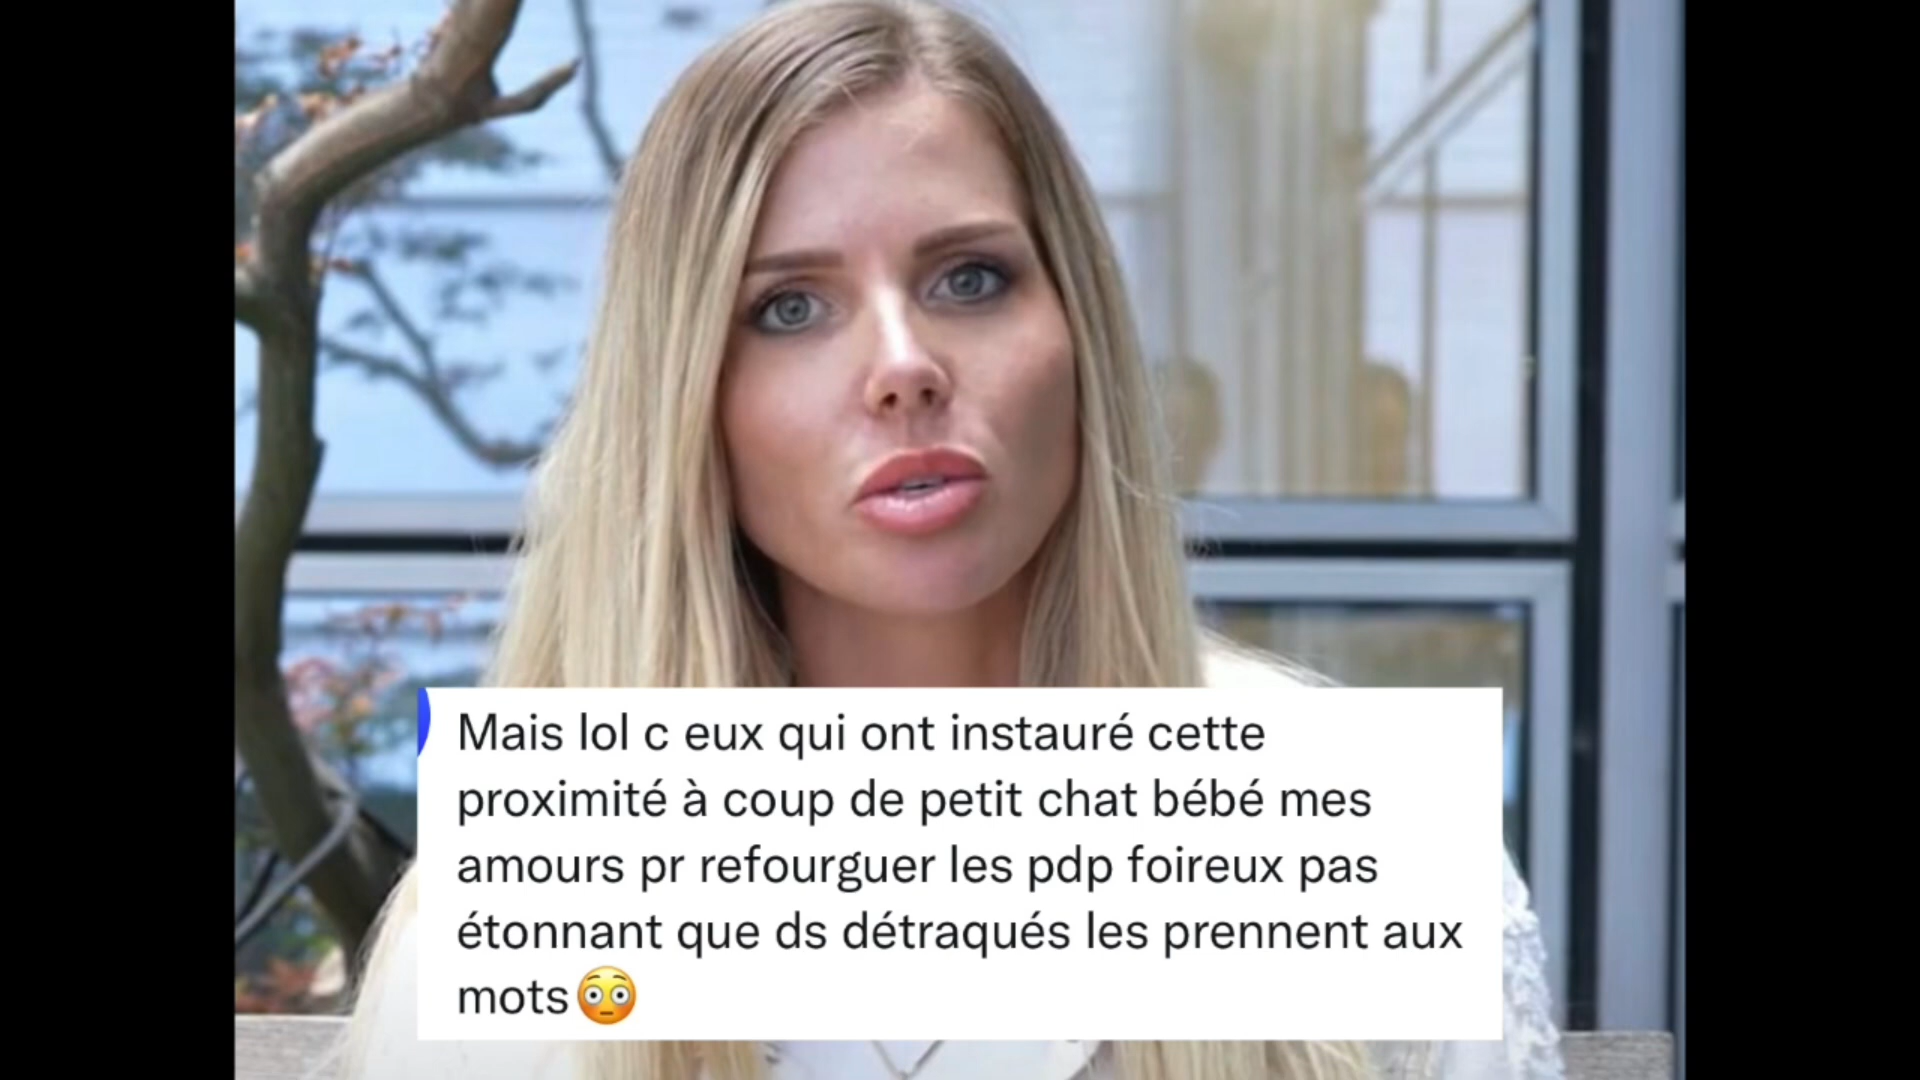 Mais lol c eux qui ont instauré cette
proximité à coup de petit chat bébé mes
amours pr refourguer les pdp foireux pas
étonnant que ds détraqués les prennent aux
mots😳